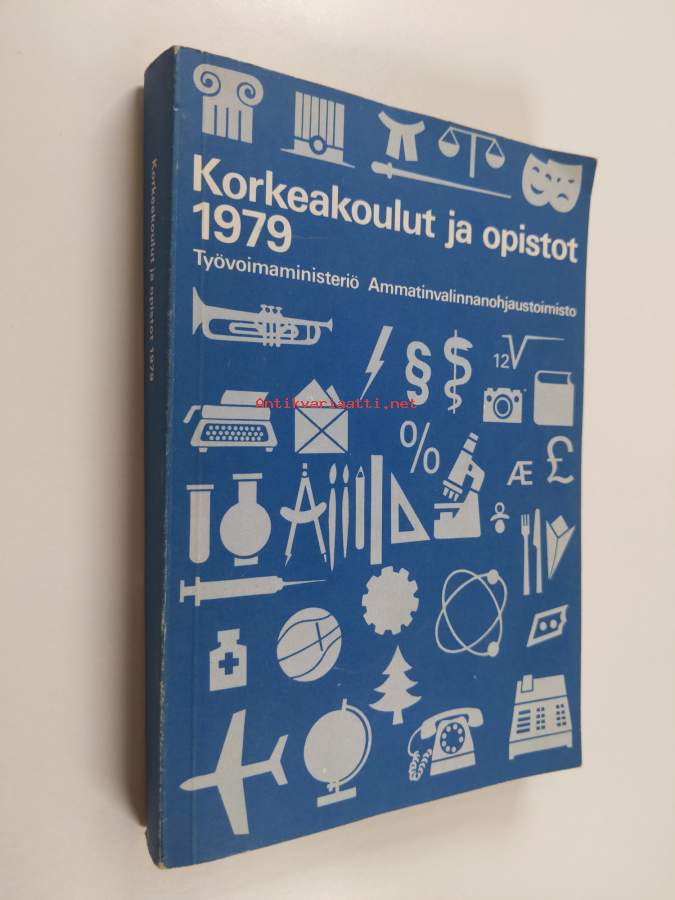 Korkeakoulut ja opistot
1979
Työvoimaministeriö Ammatinvalinnanohjaustoimisto
Korkeakoulut ja opistot 1979
Antikvariaatti.net
§
12√
%
Æ £